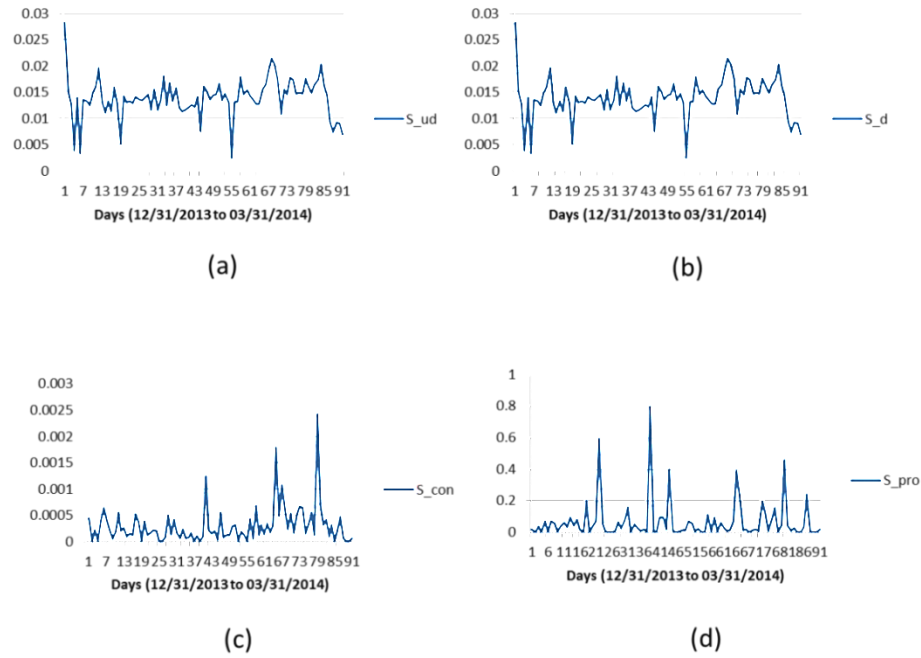 0.03
0.025
0.02
0.015
0.01
0.005
0
S_ud
1 7 13 19 25 31 37 43 49 55 61 67 73 79 85 91
Days (12/31/2013 to 03/31/2014)
(a)
0.03
0.025
0.02
0.015
0.01
0.005
0
S_d
1 7 13 19 25 31 37 43 49 55 61 67 73 79 85 91
Days (12/31/2013 to 03/31/2014)
(b)
0.003
0.0025
0.002
0.0015
0.001
0.0005
0
S_con
1 7 13 19 25 31 37 43 49 55 61 67 73 79 85 91
Days (12/31/2013 to 03/31/2014)
(c)
1
0.8
0.6
0.4
0.2
0
S_pro
1 6 11 16 21 26 31 36 41 46 51 56 61 66 71 76 81 86 91
Days (12/31/2013 to 03/31/2014)
(d)